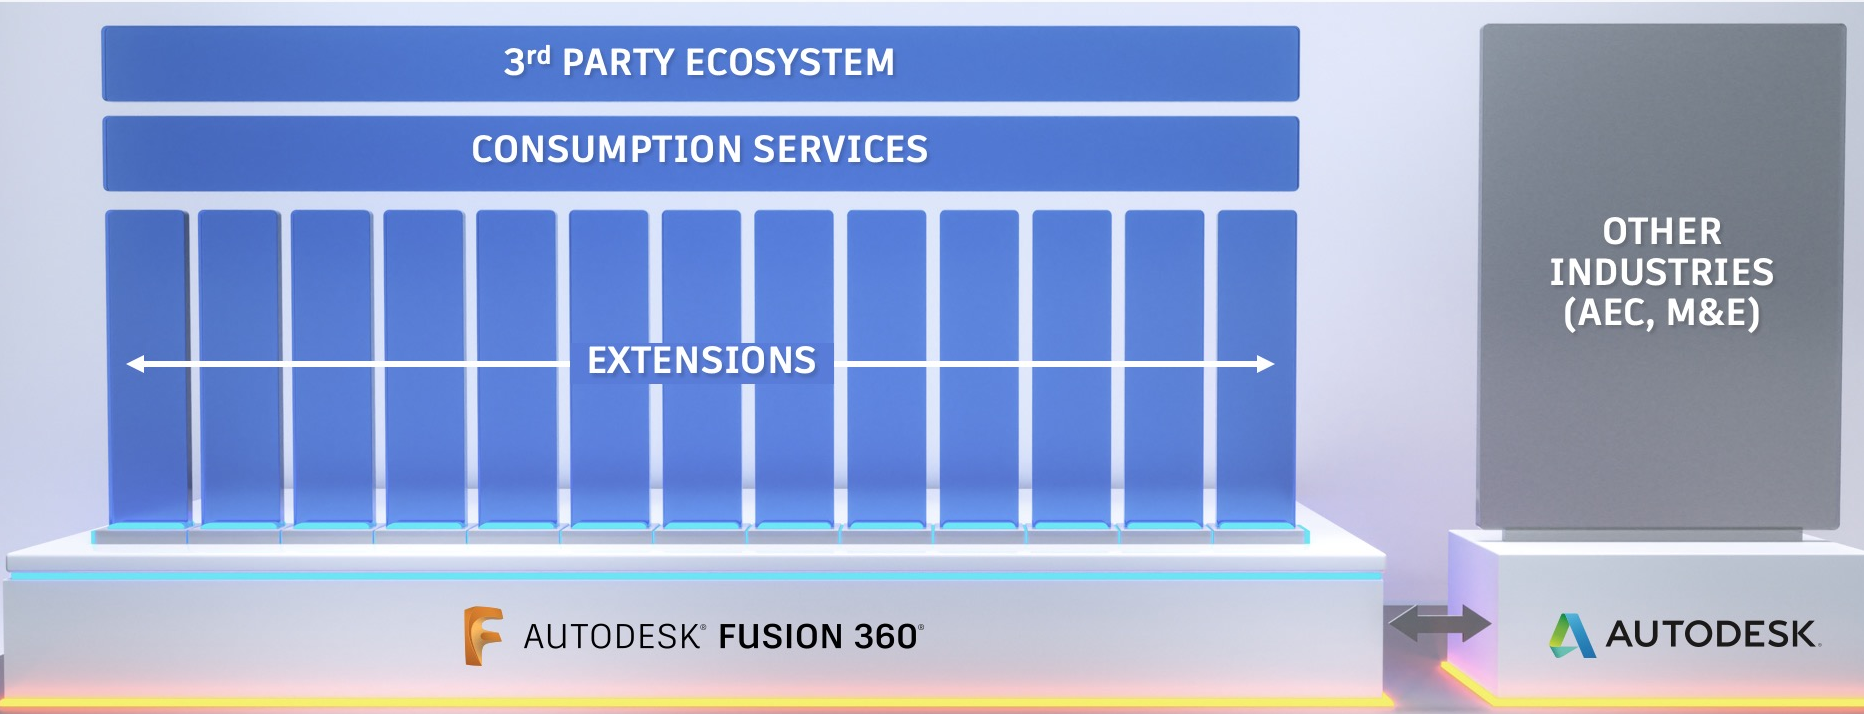 3rd PARTY ECOSYSTEM
CONSUMPTION SERVICES
EXTENSIONS
AUTODESK® FUSION 360®
OTHER
INDUSTRIES
(AEC, M&E)
AUTODESK.